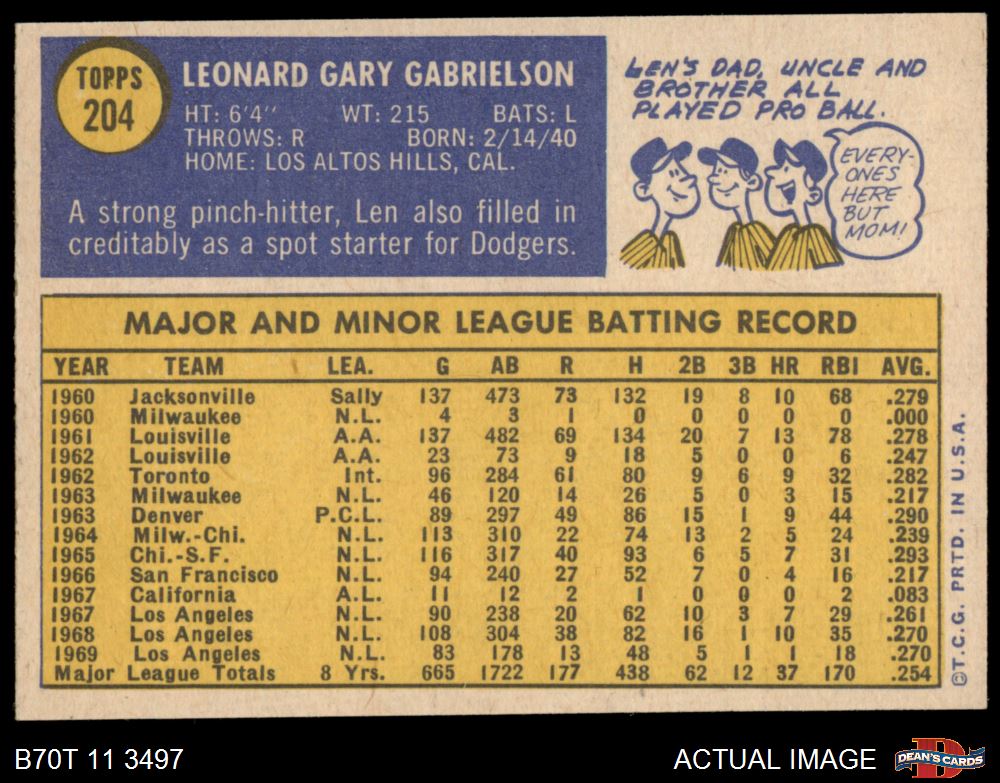 TOPPS
204
LEONARD GARY GABRIELSON
HT: 6'4" WT: 215 BATS: L
THROWS: R BORN: 2/14/40
HOME: LOS ALTOS HILLS, CAL.
A strong pinch-hitter, Len also filled in
creditably as a spot starter for Dodgers.
LEN'S DAD, UNCLE AND
BROTHER ALL
PLAYED PRO BALL.
EVERY-
ONES
HERE
BUT
MOM!
MAJOR AND MINOR LEAGUE BATTING RECORD
YEAR TEAM LEA. G AB R H 2B 3B HR RBI AVG.
1960 Jacksonville Sally 137 473 73 132 19 8 10 68 .279
1960 Milwaukee N.L. 4 3 1 0 0 0 0 0 .000
1961 Louisville A.A. 137 482 69 134 20 7 13 78 .278
1962 Louisville A.A. 23 73 9 18 5 0 0 6 .247
1962 Toronto Int. 96 284 61 80 9 6 9 32 .282
1963 Milwaukee N.L. 46 120 14 26 5 0 3 15 .217
1963 Denver P.C.L. 89 297 49 86 15 1 9 44 .290
1964 Milw.-Chi. N.L. 113 310 22 74 13 2 5 24 .239
1965 Chi.-S.F. N.L. 116 317 40 93 6 5 7 31 .293
1966 San Francisco N.L. 94 240 27 52 7 0 4 16 .217
1967 California A.L. 11 12 2 1 0 0 0 2 .083
1967 Los Angeles N.L. 90 238 20 62 10 3 7 29 .261
1968 Los Angeles N.L. 108 304 38 82 16 1 10 35 .270
1969 Los Angeles N.L. 83 178 13 48 5 1 1 18 .270
Major League Totals 8 Yrs. 665 1722 177 438 62 12 37 170 .254
©T.C.G. PRTD. IN U.S.A.
B70T 11 3497
ACTUAL IMAGE
D
DEAN'S CARDS